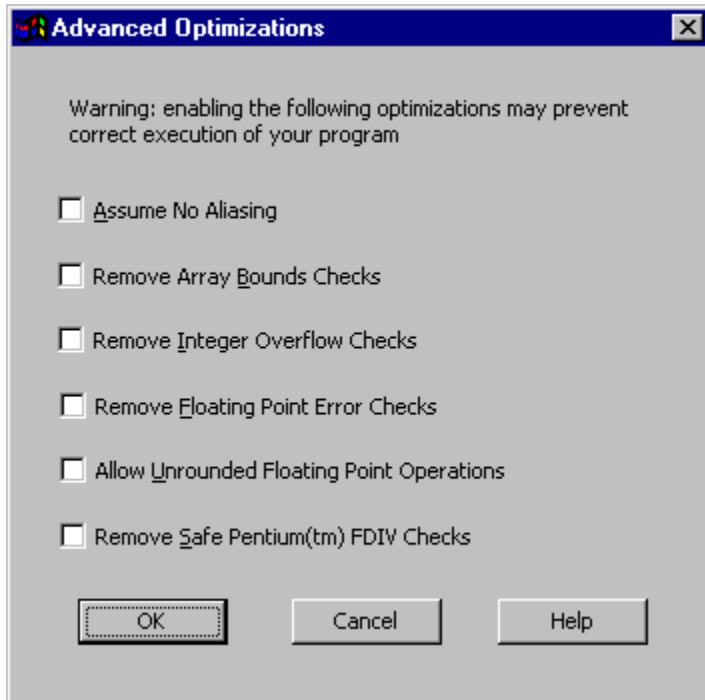 Advanced Optimizations
Warning: enabling the following optimizations may prevent
correct execution of your program
Assume No Aliasing
Remove Array Bounds Checks
Remove Integer Overflow Checks
Remove Floating Point Error Checks
Allow Unrounded Floating Point Operations
Remove Safe Pentium(tm) FDIV Checks
OK Cancel Help